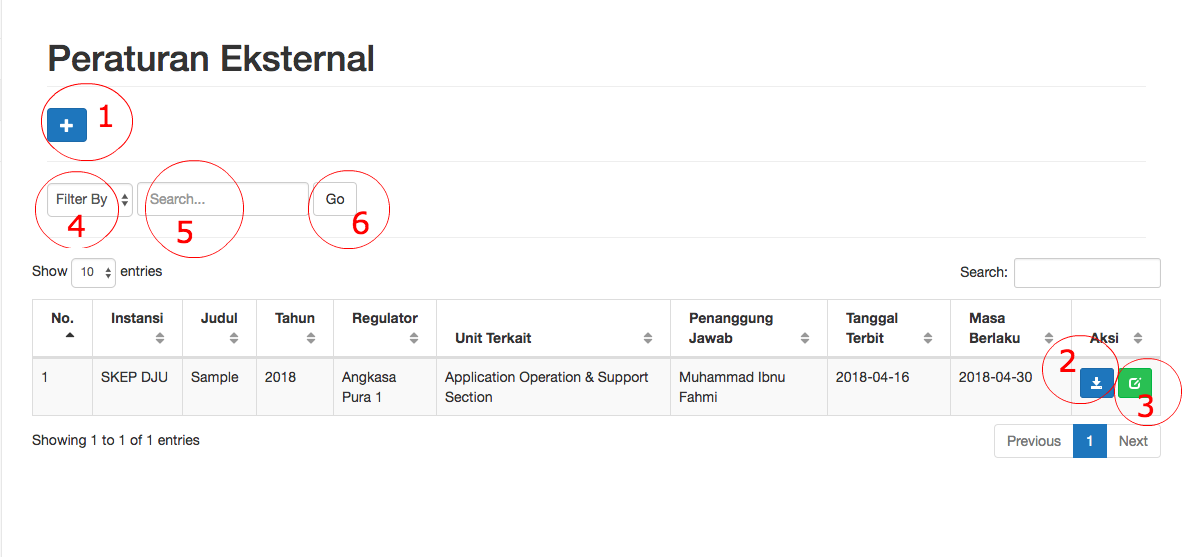 Peraturan Eksternal
1
Filter By Search... Go
4 5 6
Show 10 entries Search:
No. Instansi Judul Tahun Regulator Unit Terkait Penanggung Jawab Tanggal Terbit Masa Berlaku Aksi
1 SKEP DJU Sample 2018 Angkasa Pura 1 Application Operation & Support Section Muhammad Ibnu Fahmi 2018-04-16 2018-04-30 2 3
Showing 1 to 1 of 1 entries Previous 1 Next